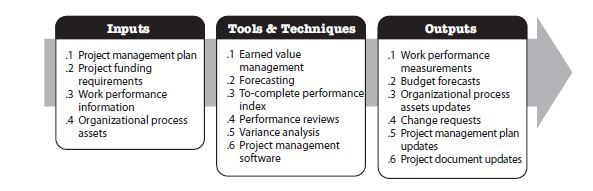 Inputs
.1 Project management plan
.2 Project funding
requirements
.3 Work performance
information
.4 Organizational process
assets
Tools & Techniques
.1 Earned value
management
.2 Forecasting
.3 To-complete performance
index
.4 Performance reviews
.5 Variance analysis
.6 Project management
software
Outputs
.1 Work performance
measurements
.2 Budget forecasts
.3 Organizational process
assets updates
.4 Change requests
.5 Project management plan
updates
.6 Project document updates